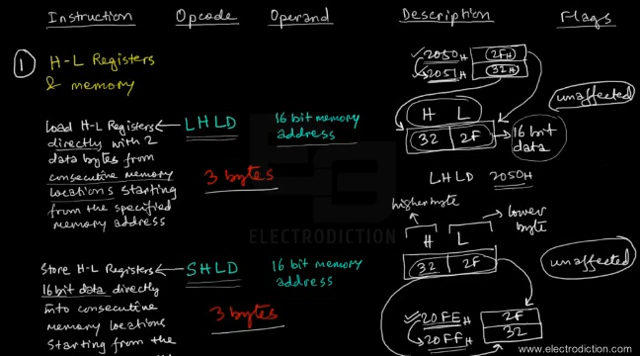 Instruction Opcode Operand Description Flags
1 H-L Registers & memory
2050H 2FH
2051H 32H
unaffected
Load H-L Registers
directly with 2
data bytes from
consecutive memory
locations starting
from the specified
memory address
LHLD
16 bit memory
address
3 bytes
H L
32 2F
16 bit
data
LHLD 2050H
ELECTRODICTION
higher byte
lower
byte
H L
32 2F
unaffected
Store H-L Registers
16 bit data directly
into consecutive
memory locations
starting from the
SHLD
16 bit memory
address
3 bytes
20FEH 2F
20FFH 32
www.electrodiction.com